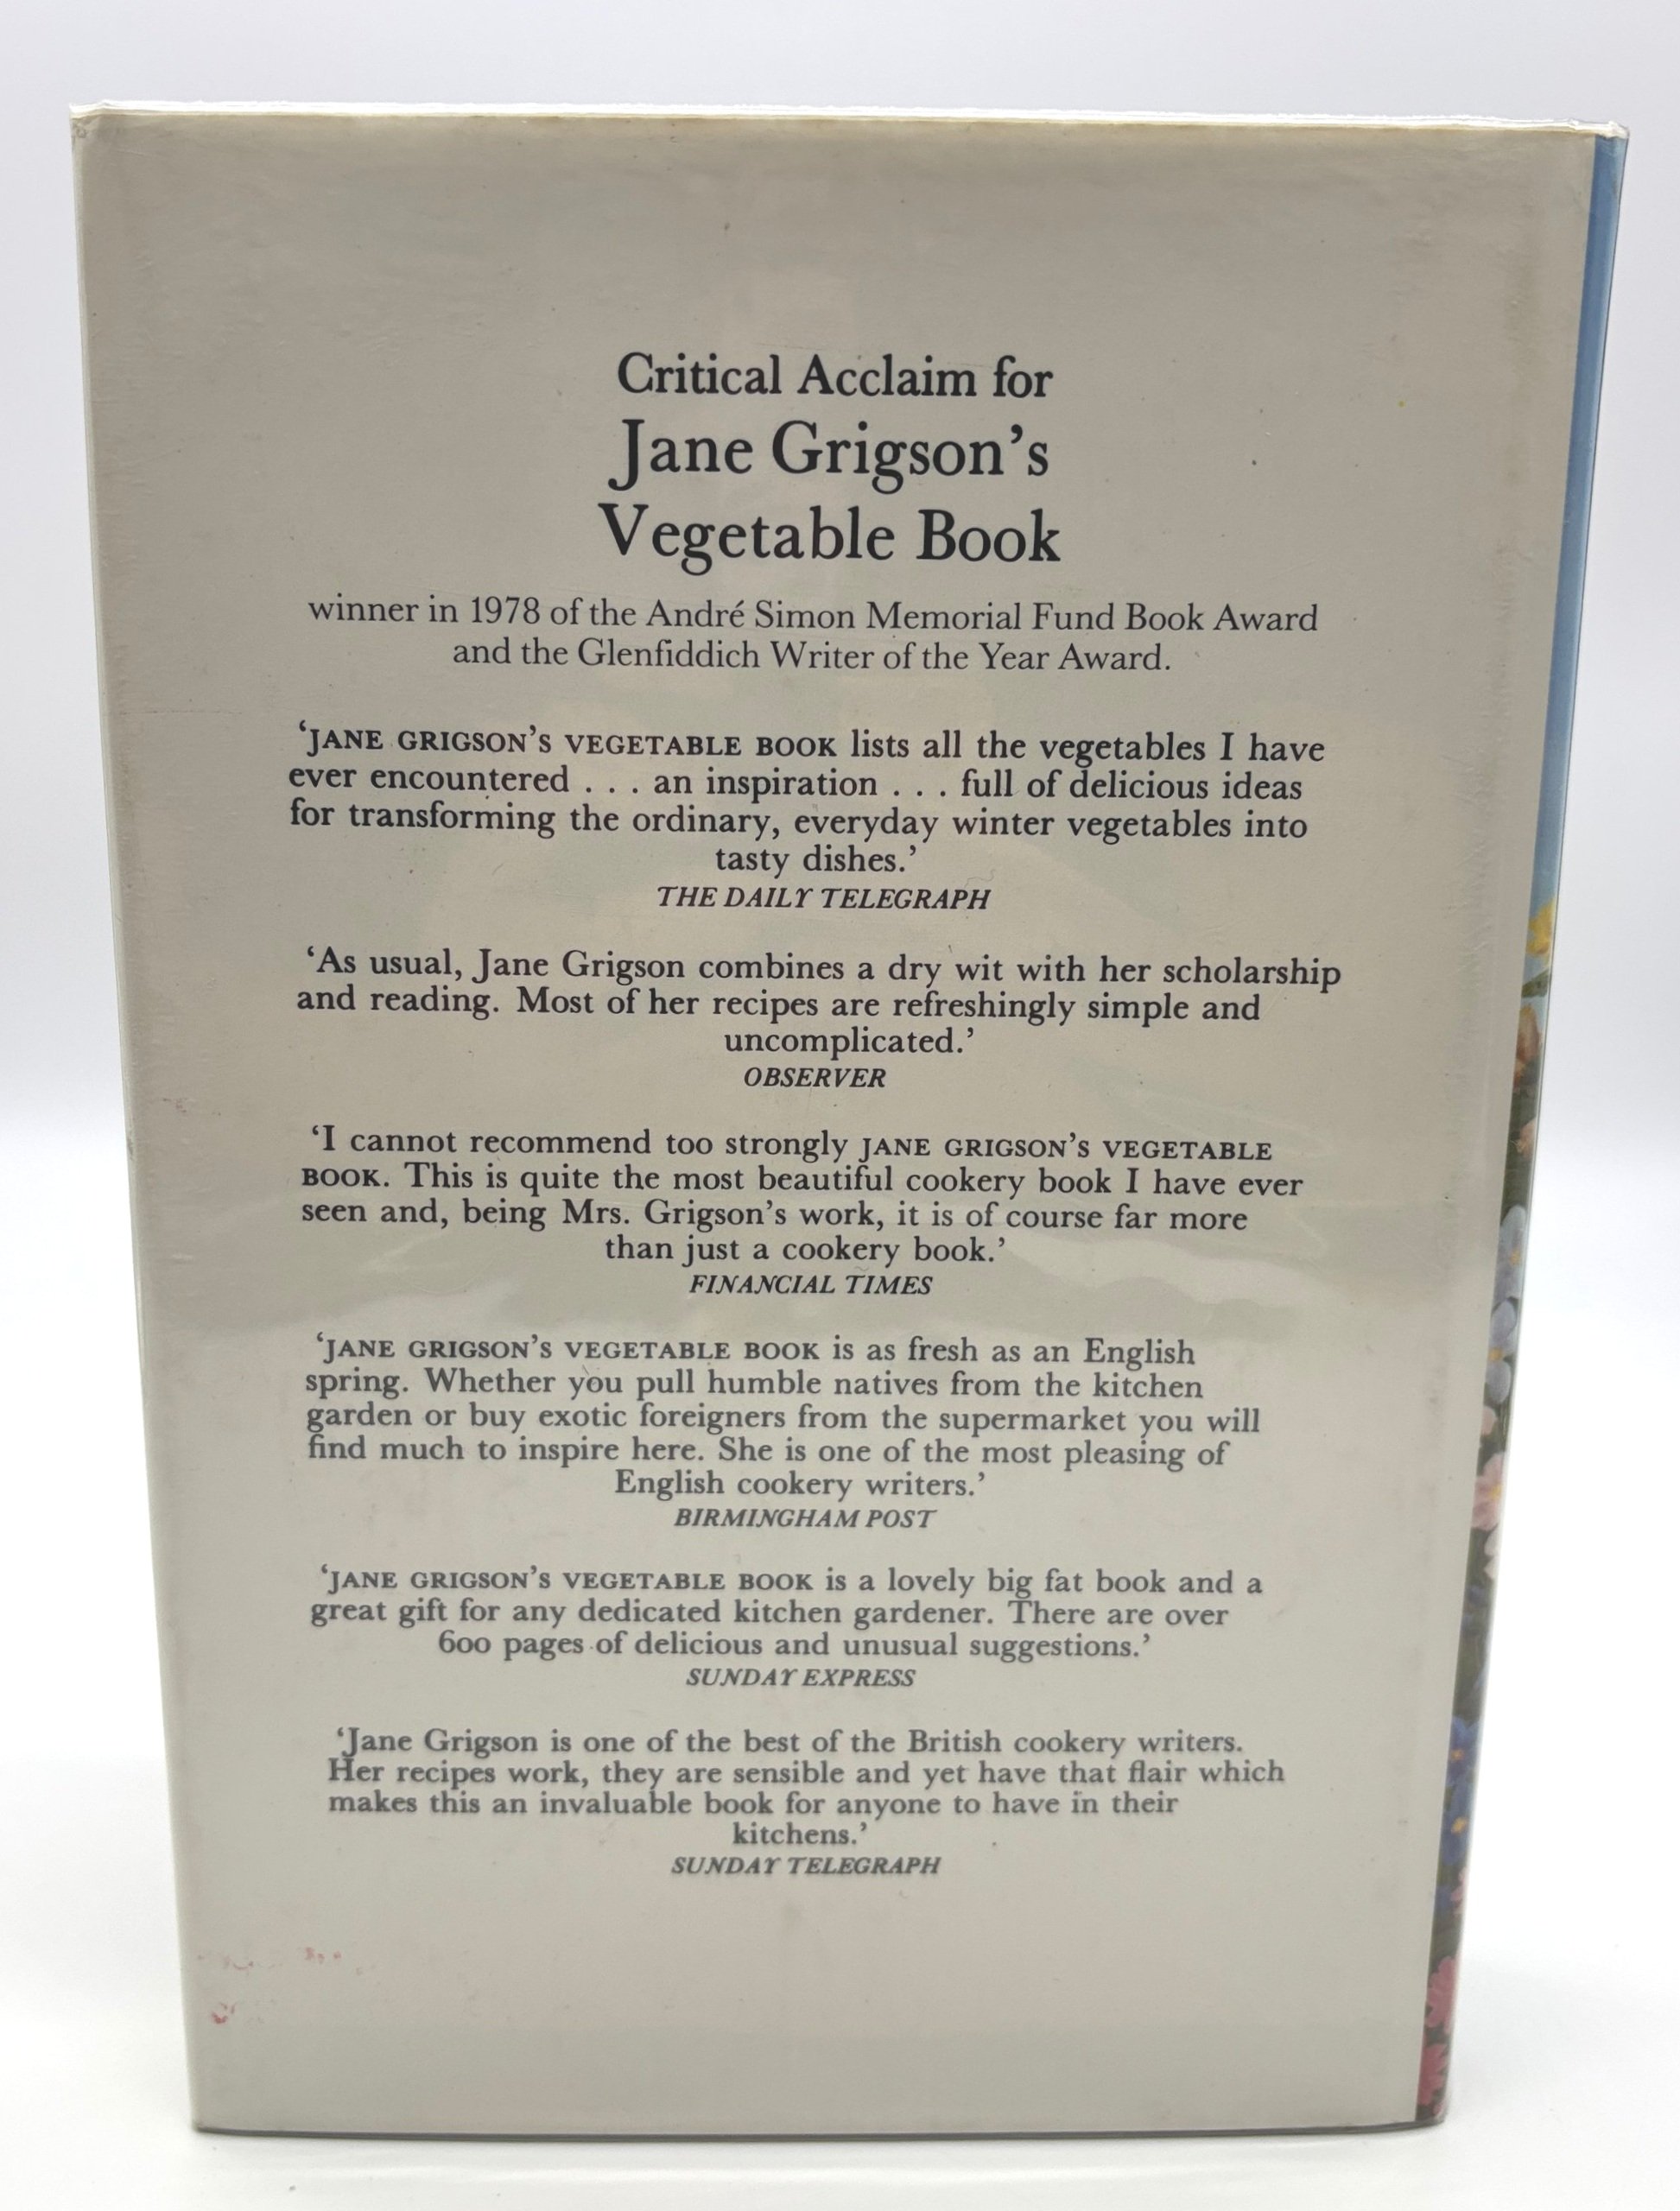 Critical Acclaim for
Jane Grigson's
Vegetable Book
winner in 1978 of the André Simon Memorial Fund Book Award
and the Glenfiddich Writer of the Year Award.
‘JANE GRIGSON’S VEGETABLE BOOK lists all the vegetables I have
ever encountered . . . an inspiration . . . full of delicious ideas
for transforming the ordinary, everyday winter vegetables into
tasty dishes.’
THE DAILY TELEGRAPH
‘As usual, Jane Grigson combines a dry wit with her scholarship
and reading. Most of her recipes are refreshingly simple and
uncomplicated.’
OBSERVER
‘I cannot recommend too strongly JANE GRIGSON’S VEGETABLE
BOOK. This is quite the most beautiful cookery book I have ever
seen and, being Mrs. Grigson’s work, it is of course far more
than just a cookery book.’
FINANCIAL TIMES
‘JANE GRIGSON’S VEGETABLE BOOK is as fresh as an English
spring. Whether you pull humble natives from the kitchen
garden or buy exotic foreigners from the supermarket you will
find much to inspire here. She is one of the most pleasing of
English cookery writers.’
BIRMINGHAM POST
‘JANE GRIGSON’S VEGETABLE BOOK is a lovely big fat book and a
great gift for any dedicated kitchen gardener. There are over
600 pages of delicious and unusual suggestions.’
SUNDAY EXPRESS
‘Jane Grigson is one of the best of the British cookery writers.
Her recipes work, they are sensible and yet have that flair which
makes this an invaluable book for anyone to have in their
kitchens.’
SUNDAY TELEGRAPH